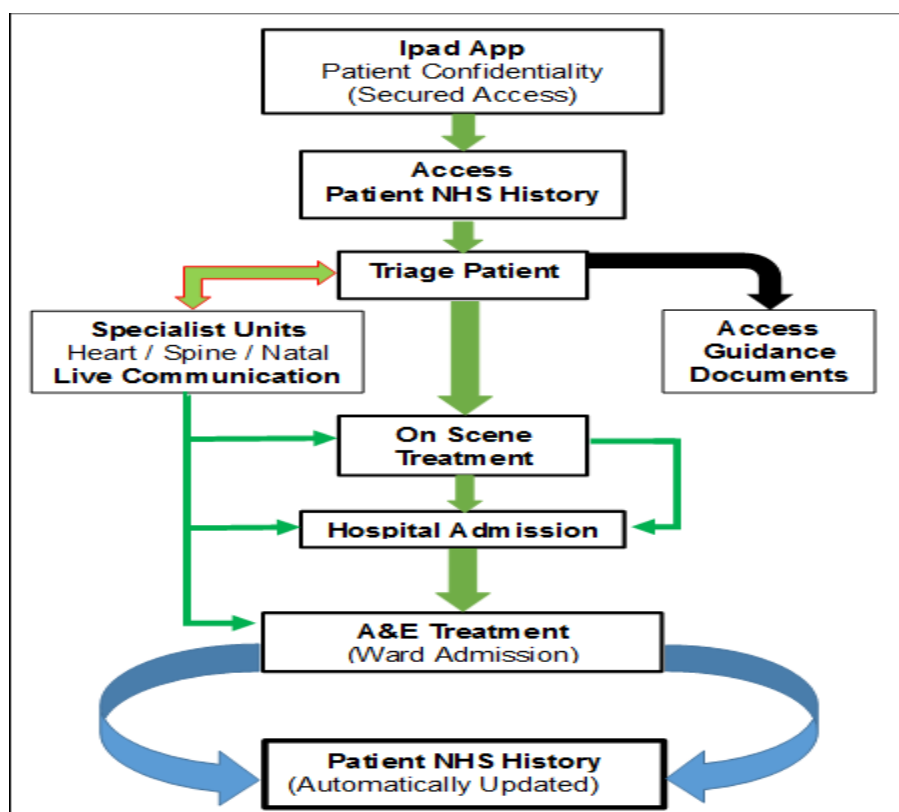 Ipad App
Patient Confidentiality
(Secured Access)
Access
Patient NHS History
Triage Patient
Specialist Units
Heart / Spine / Natal
Live Communication
Access
Guidance
Documents
On Scene
Treatment
Hospital Admission
A&E Treatment
(Ward Admission)
Patient NHS History
(Automatically Updated)